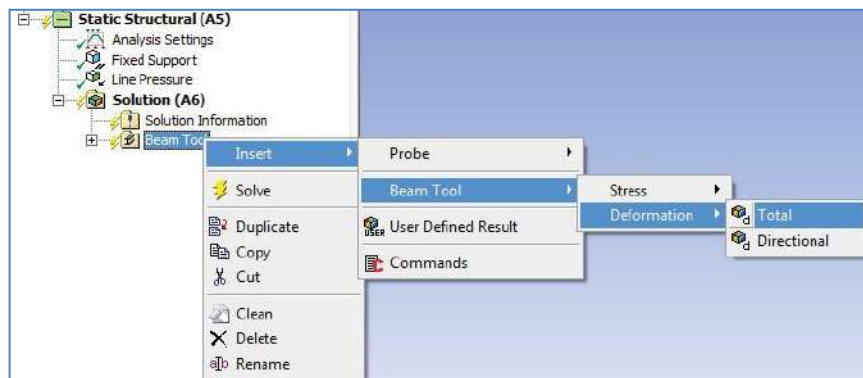 Static Structural (A5)
Analysis Settings
Fixed Support
Line Pressure
Solution (A6)
Solution Information
Beam Too
Insert
Probe
Solve
Beam Tool
Stress
Deformation
Total
Duplicate
USER
User Defined Result
Directional
Copy
Commands
Cut
Clean
Delete
Rename